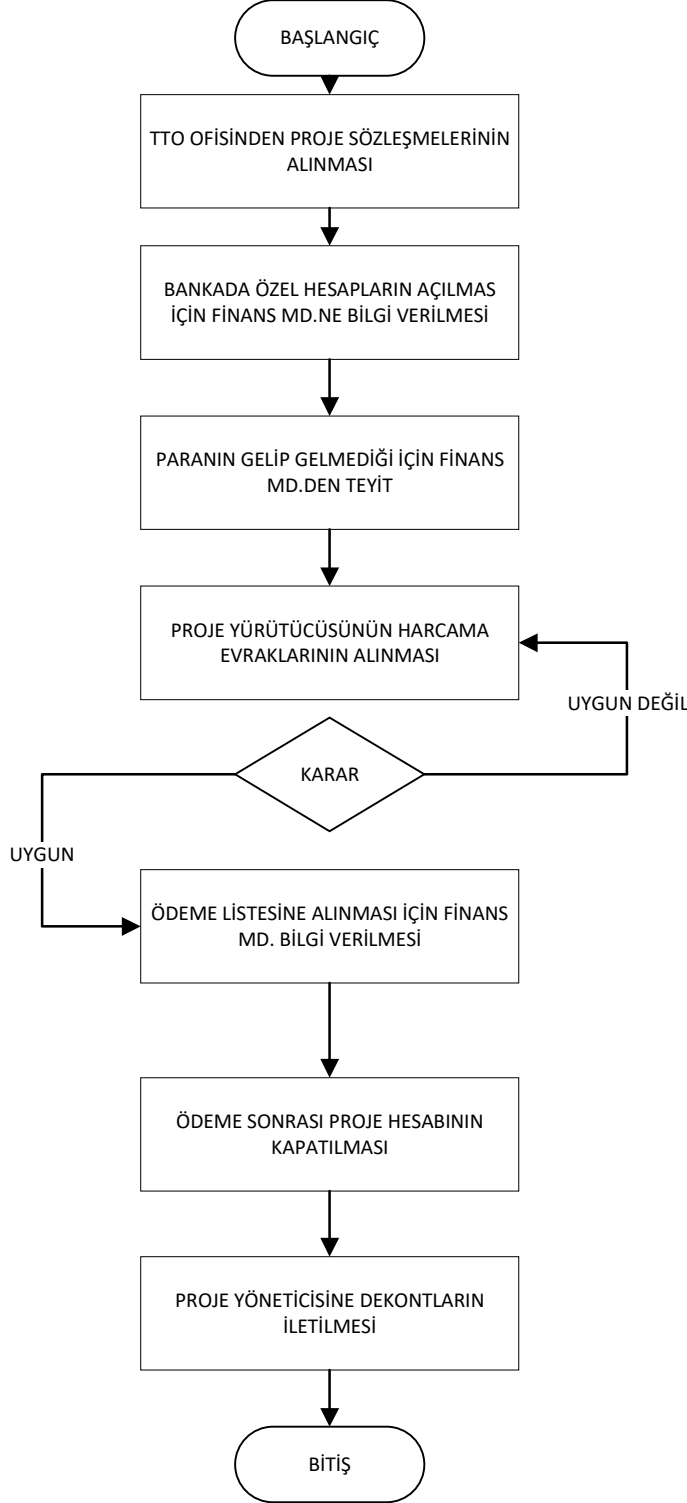 BAŞLANGIÇ
TTO OFİSİNDEN PROJE SÖZLEŞMELERİNİN
ALINMASI
BANKADA ÖZEL HESAPLARIN AÇILMAS
İÇİN FİNANS MD.NE BİLGİ VERİLMESİ
PARANIN GELİP GELMEDİĞİ İÇİN FİNANS
MD.DEN TEYİT
PROJE YÜRÜTÜCÜSÜNÜN HARCAMA
EVRAKLARININ ALINMASI
UYGUN DEĞİL
KARAR
UYGUN
ÖDEME LİSTESİNE ALINMASI İÇİN FİNANS
MD. BİLGİ VERİLMESİ
ÖDEME SONRASI PROJE HESABININ
KAPATILMASI
PROJE YÖNETİCİSİNE DEKONTLARIN
İLETİLMESİ
BİTİŞ